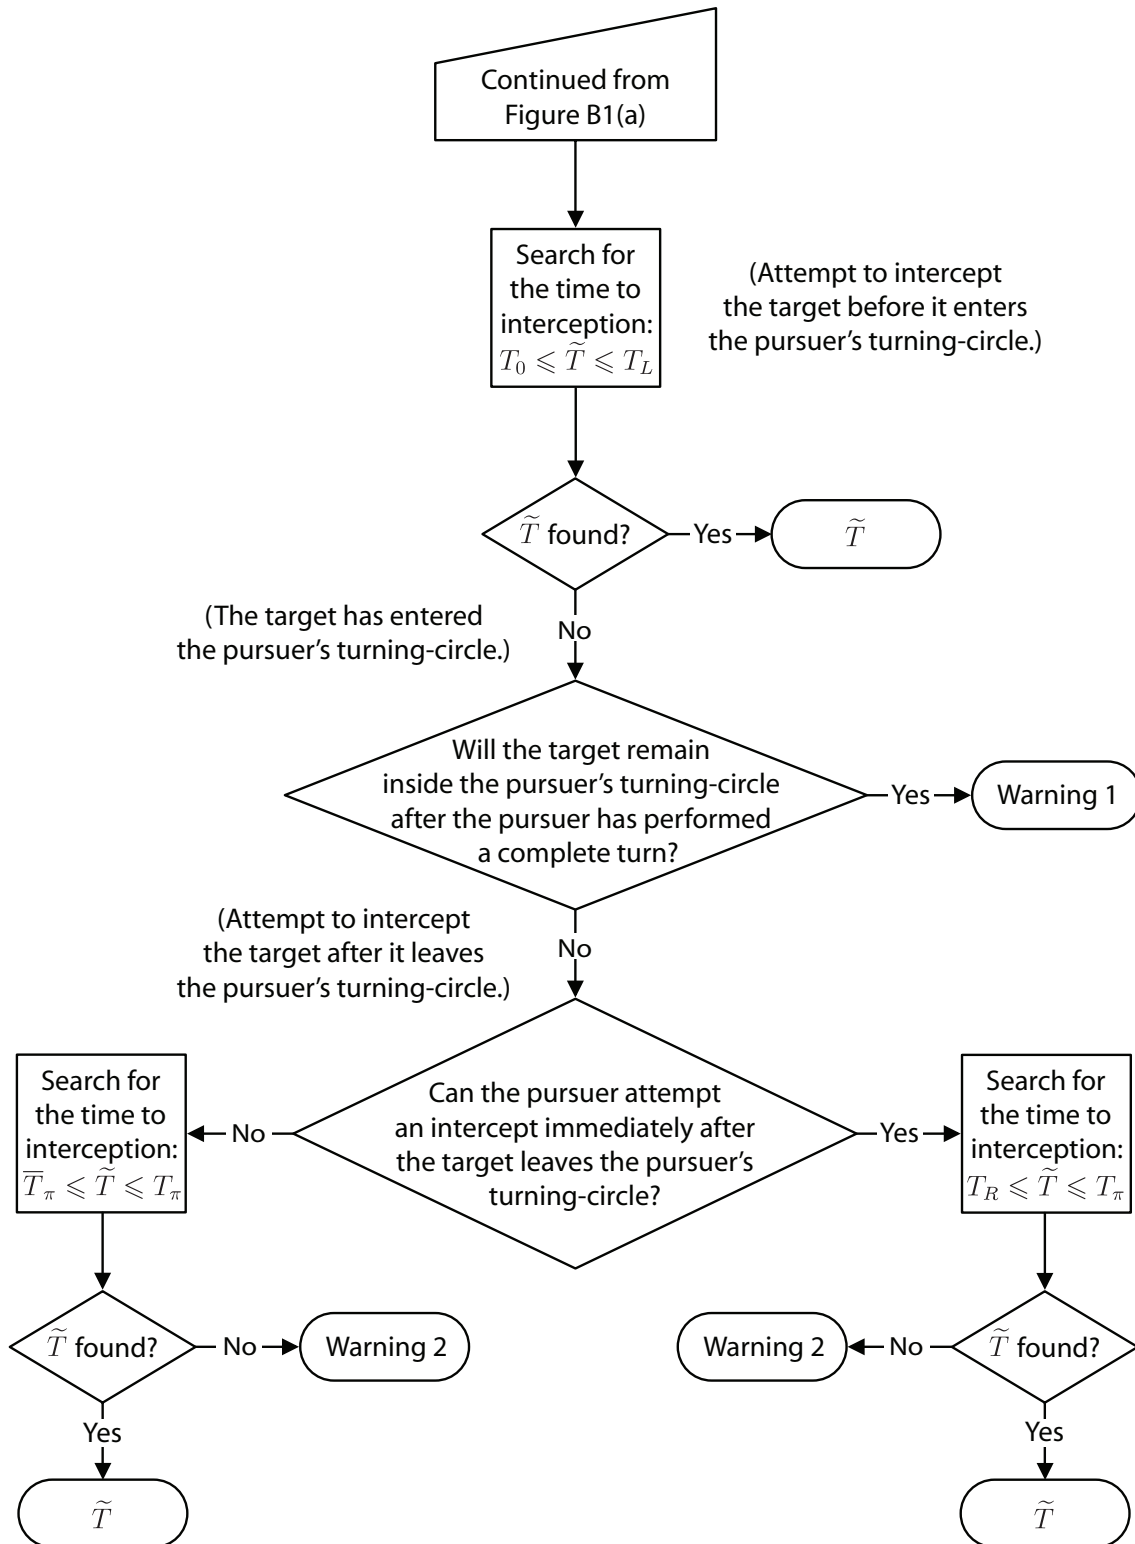 Continued from
Figure B1(a)
Search for
the time to
interception:
T₀ ⩽ T̃ ⩽ T_L
(Attempt to intercept
the target before it enters
the pursuer’s turning-circle.)
T̃ found?
Yes
T̃
(The target has entered
the pursuer’s turning-circle.)
No
Will the target remain
inside the pursuer’s turning-circle
after the pursuer has performed
a complete turn?
Yes
Warning 1
(Attempt to intercept
the target after it leaves
the pursuer’s turning-circle.)
No
Search for
the time to
interception:
T̅_π ⩽ T̃ ⩽ T_π
No
Can the pursuer attempt
an intercept immediately after
the target leaves the pursuer’s
turning-circle?
Yes
Search for
the time to
interception:
T_R ⩽ T̃ ⩽ T_π
T̃ found?
No
Warning 2
Warning 2
No
T̃ found?
Yes
Yes
T̃
T̃